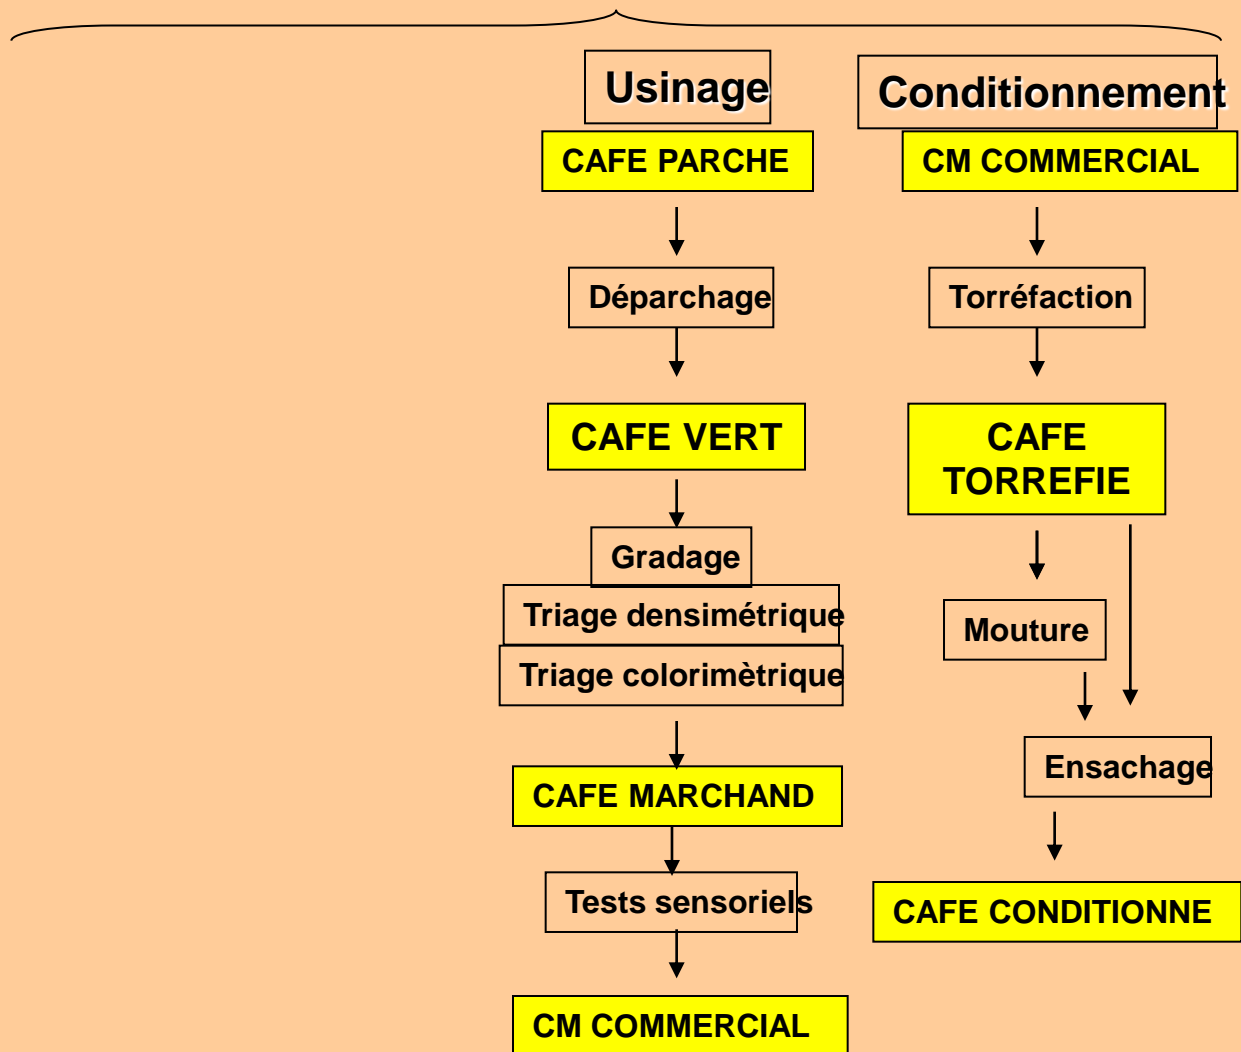 Usinage
CAFE PARCHE
Déparchage
CAFE VERT
Gradage
Triage densimétrique
Triage colorimètrique
CAFE MARCHAND
Tests sensoriels
CM COMMERCIAL
Conditionnement
CM COMMERCIAL
Torréfaction
CAFE
TORREFIE
Mouture
Ensachage
CAFE CONDITIONNE